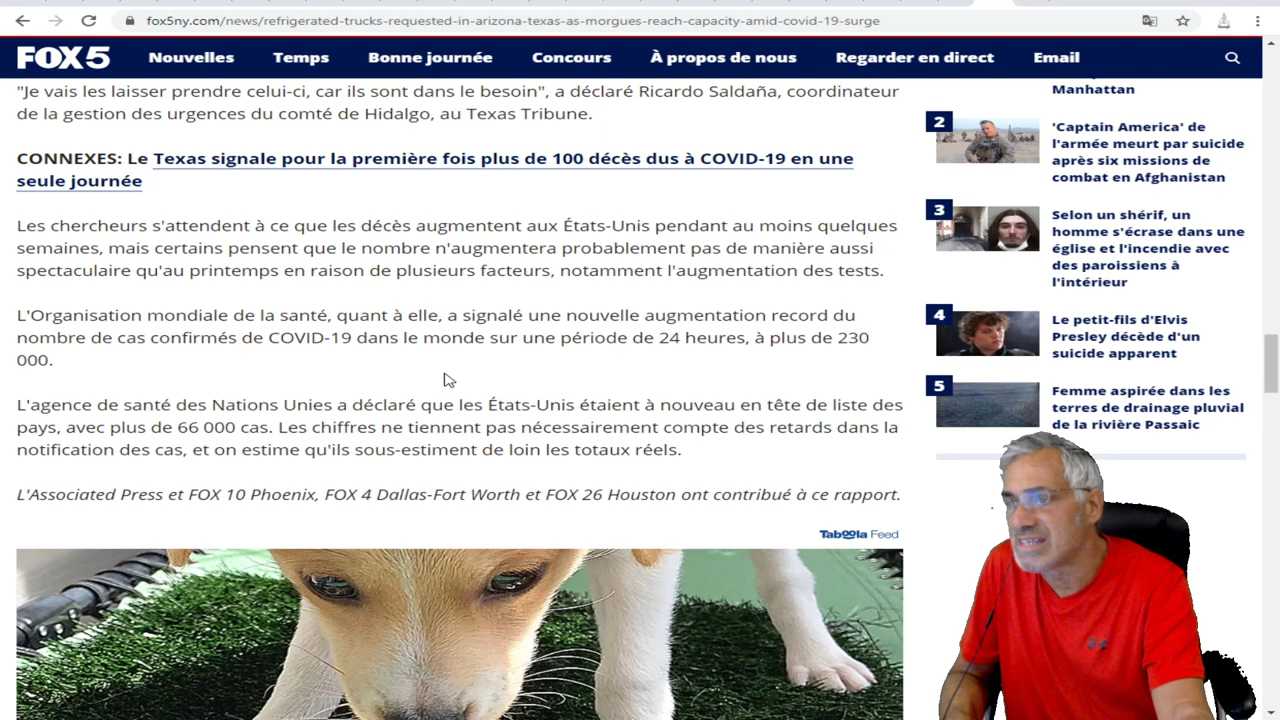 fox5ny.com/news/refrigerated-trucks-requested-in-arizona-texas-as-morgues-reach-capacity-amid-covid-19-surge
FOX 5
Nouvelles
Temps
Bonne journée
Concours
À propos de nous
Regarder en direct
Email
"Je vais les laisser prendre celui-ci, car ils sont dans le besoin", a déclaré Ricardo Saldaña, coordinateur
de la gestion des urgences du comté de Hidalgo, au Texas Tribune.
CONNEXES: Le Texas signale pour la première fois plus de 100 décès dus à COVID-19 en une
seule journée
Les chercheurs s'attendent à ce que les décès augmentent aux États-Unis pendant au moins quelques
semaines, mais certains pensent que le nombre n'augmentera probablement pas de manière aussi
spectaculaire qu'au printemps en raison de plusieurs facteurs, notamment l'augmentation des tests.
L'Organisation mondiale de la santé, quant à elle, a signalé une nouvelle augmentation record du
nombre de cas confirmés de COVID-19 dans le monde sur une période de 24 heures, à plus de 230
000.
L'agence de santé des Nations Unies a déclaré que les États-Unis étaient à nouveau en tête de liste des
pays, avec plus de 66 000 cas. Les chiffres ne tiennent pas nécessairement compte des retards dans la
notification des cas, et on estime qu'ils sous-estiment de loin les totaux réels.
L'Associated Press et FOX 10 Phoenix, FOX 4 Dallas-Fort Worth et FOX 26 Houston ont contribué à ce rapport.
Taboola Feed
Manhattan
2
'Captain America' de
l'armée meurt par suicide
après six missions de
combat en Afghanistan
3
Selon un shérif, un
homme s'écrase dans une
église et l'incendie avec
des paroissiens à
l'intérieur
4
Le petit-fils d'Elvis
Presley décède d'un
suicide apparent
5
Femme aspirée dans les
terres de drainage pluvial
de la rivière Passaic